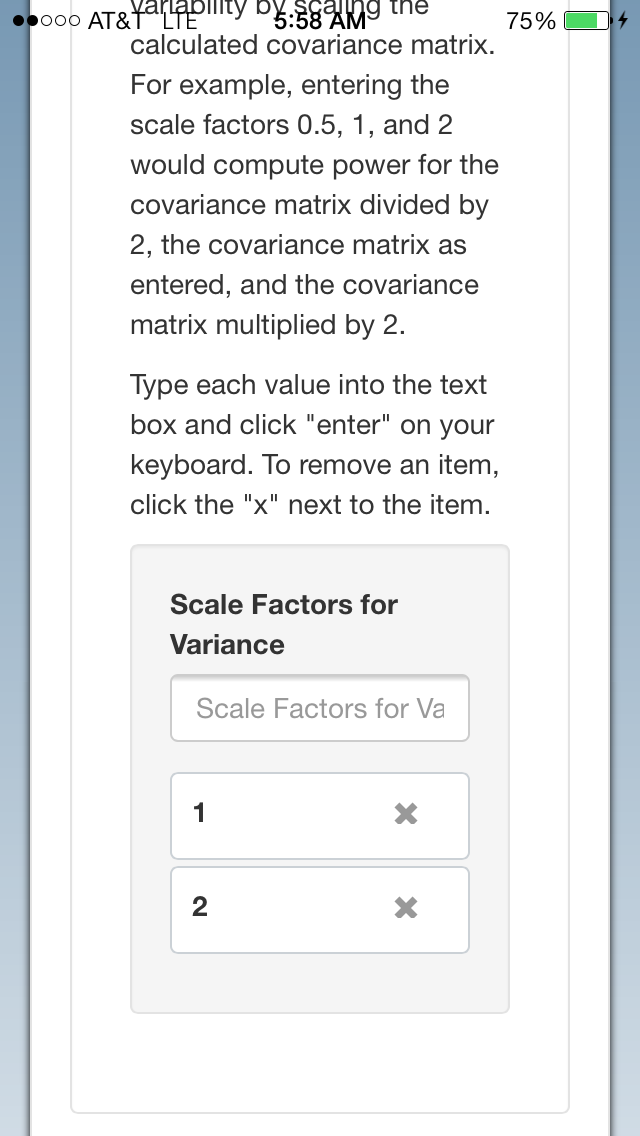 AT&T LTE 5:58 AM 75%
variability by scaling the
calculated covariance matrix.
For example, entering the
scale factors 0.5, 1, and 2
would compute power for the
covariance matrix divided by
2, the covariance matrix as
entered, and the covariance
matrix multiplied by 2.
Type each value into the text
box and click "enter" on your
keyboard. To remove an item,
click the "x" next to the item.
Scale Factors for
Variance
Scale Factors for Va
1
2